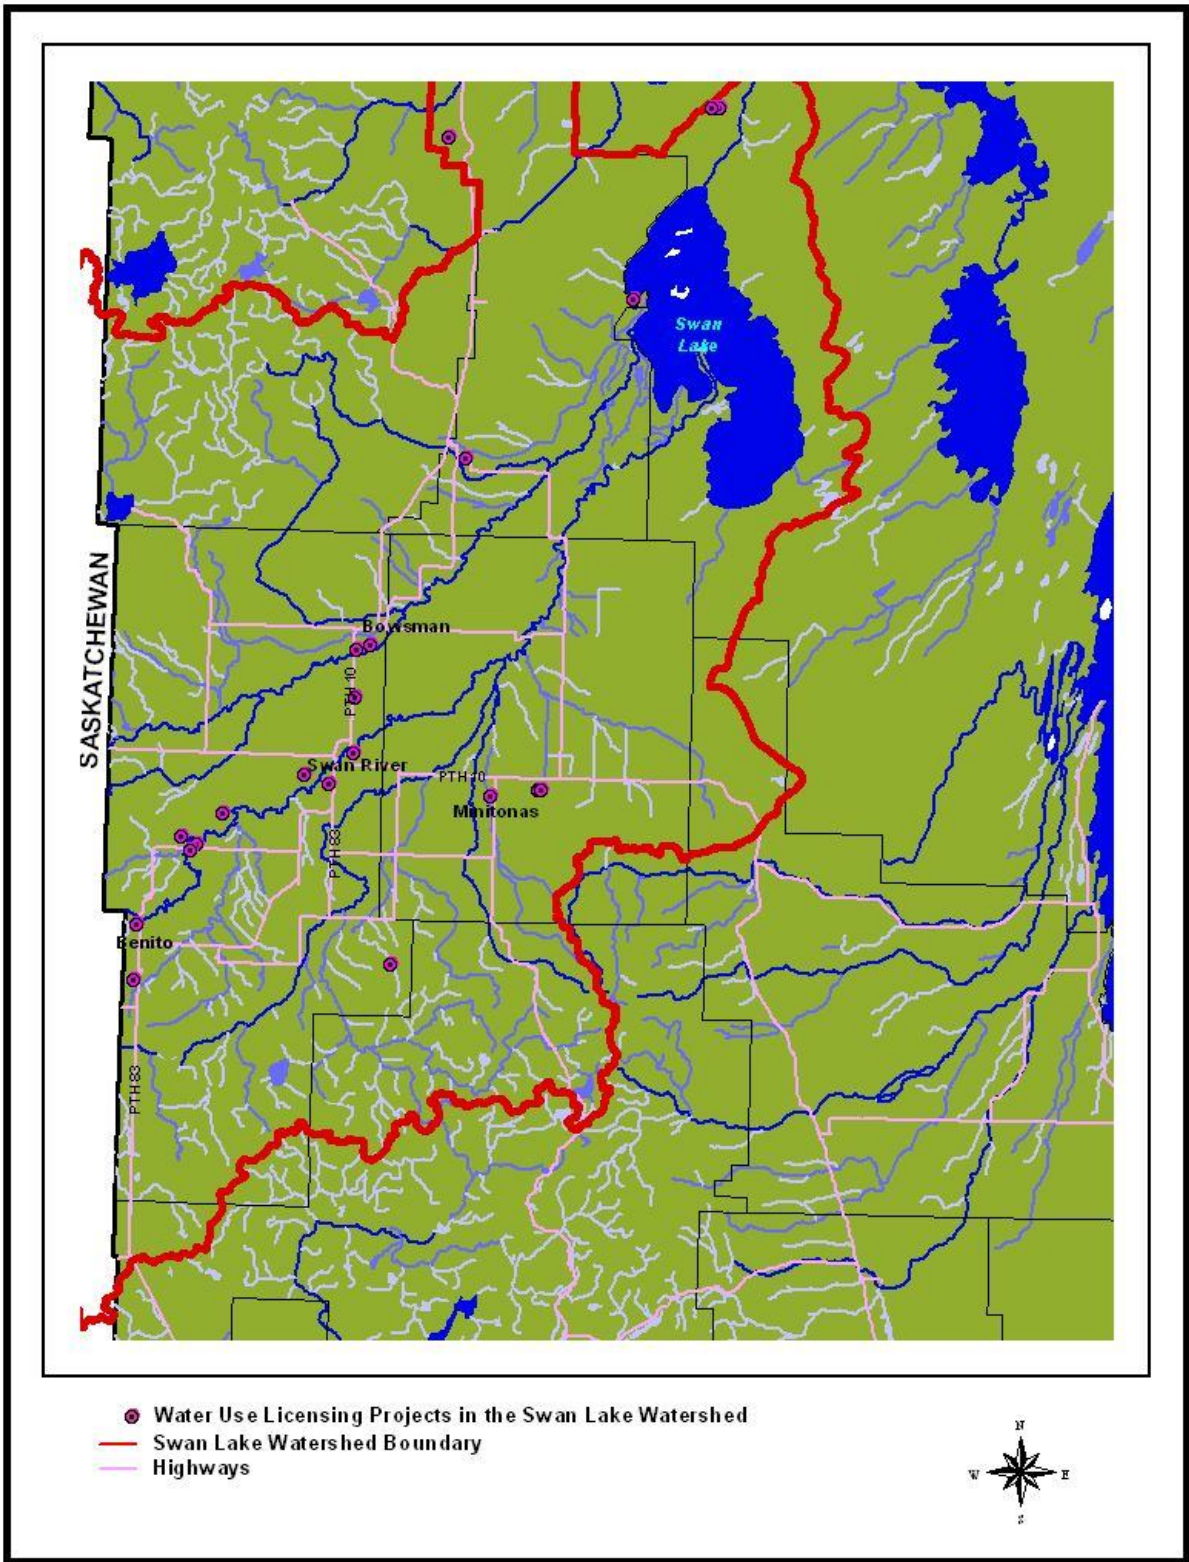 Swan
Lake
SASKATCHEWAN
Bowsman
PTH 10
Swan River
PTH 10
Minitonas
PTH 83
Benito
PTH 83
Water Use Licensing Projects in the Swan Lake Watershed
Swan Lake Watershed Boundary
Highways
N
W E
S